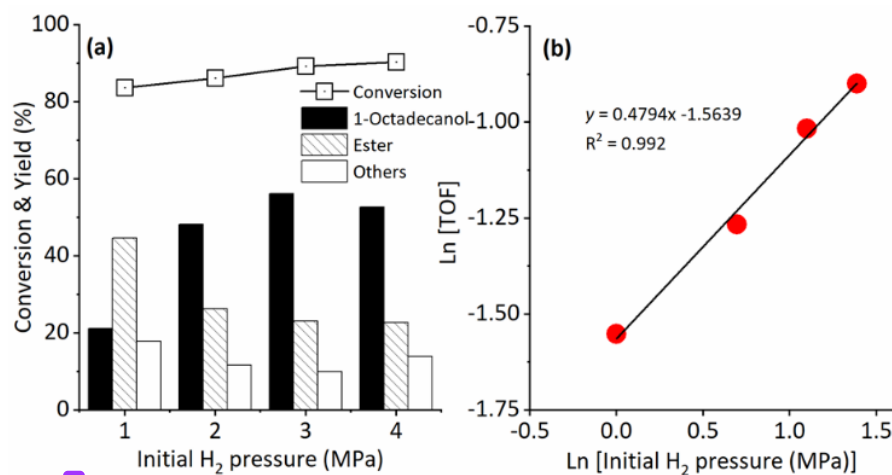 (a)
Conversion & Yield (%)
100
80
60
40
20
0
Conversion
1-Octadecanol
Ester
Others
1
2
3
4
Initial H₂ pressure (MPa)
(b)
Ln [TOF]
-0.75
-1.00
-1.25
-1.50
-1.75
y = 0.4794x -1.5639
R² = 0.992
-0.5
0.0
0.5
1.0
1.5
Ln [Initial H₂ pressure (MPa)]